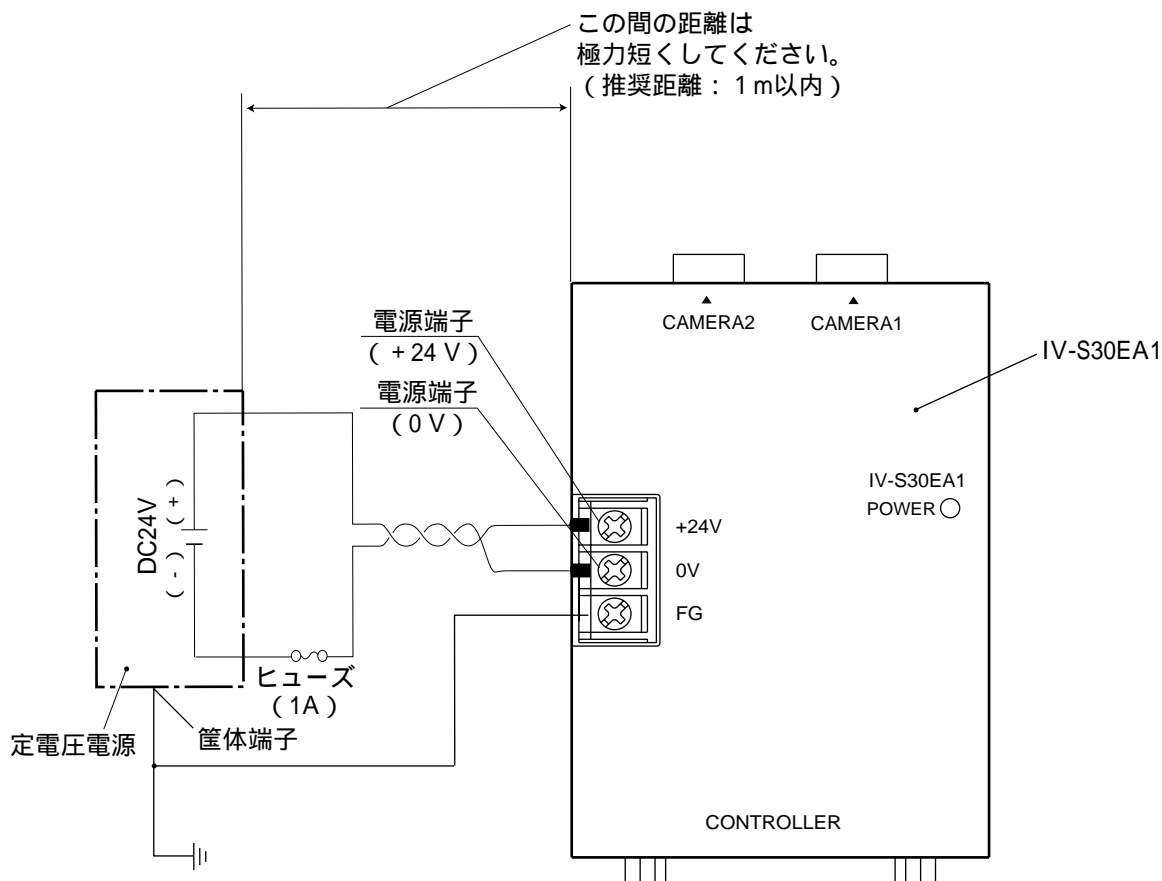 この間の距離は
極力短くしてください。
（推奨距離：１m以内）
CAMERA2
CAMERA1
電源端子
（＋24Ｖ）
IV-S30EA1
電源端子
（0Ｖ）
IV-S30EA1
POWER
DC24V
（+）
（-）
+24V
0V
FG
ヒューズ
（1A）
定電圧電源
筐体端子
CONTROLLER